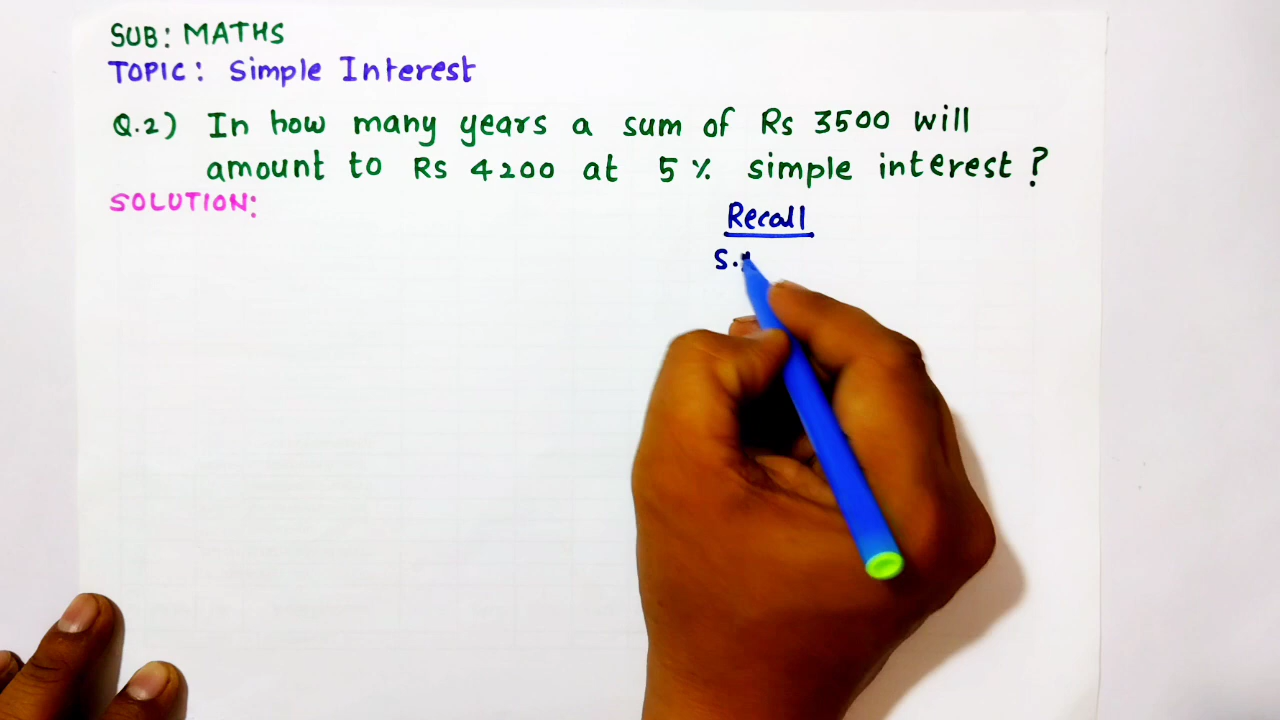 SUB: MATHS
TOPIC: Simple Interest
Q.2) In how many years a sum of Rs 3500 will
amount to Rs 4200 at 5% simple interest?
SOLUTION:
Recall
S.